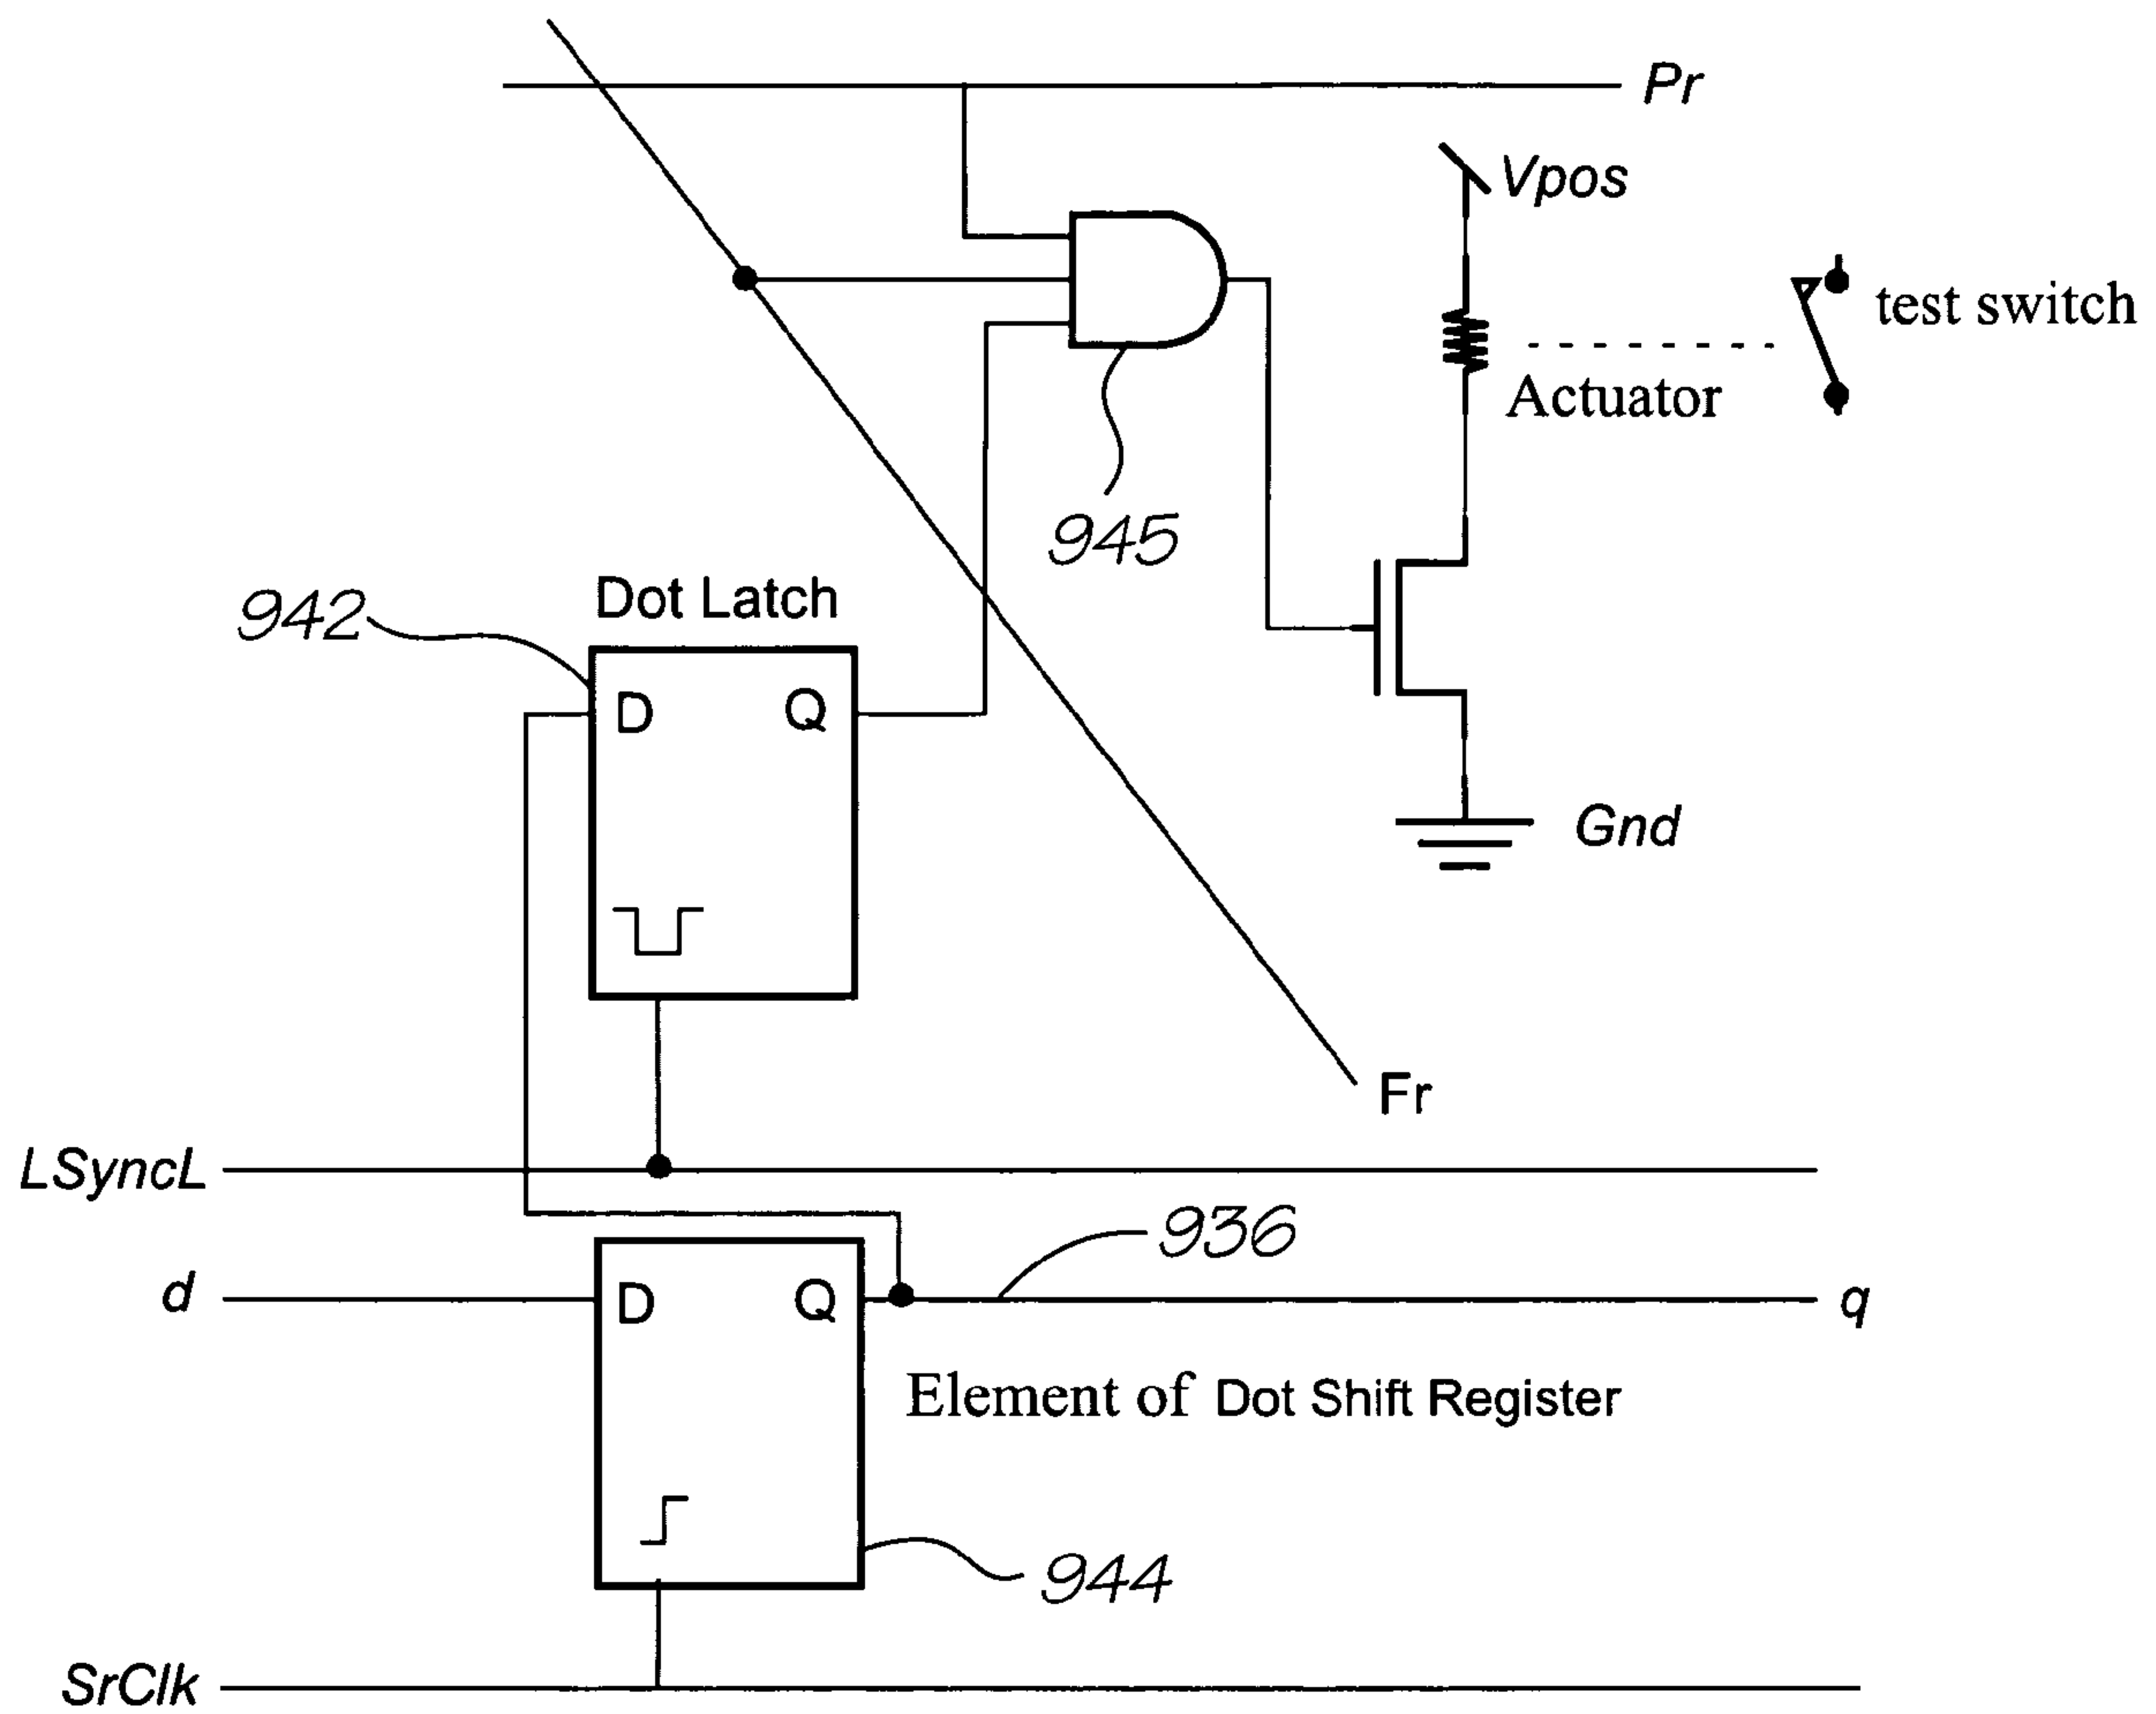 Pr
Vpos
test switch
Actuator
945
942
Dot Latch
D Q
Gnd
Fr
LSyncL
936
d
D Q
q
Element of Dot Shift Register
944
SrClk